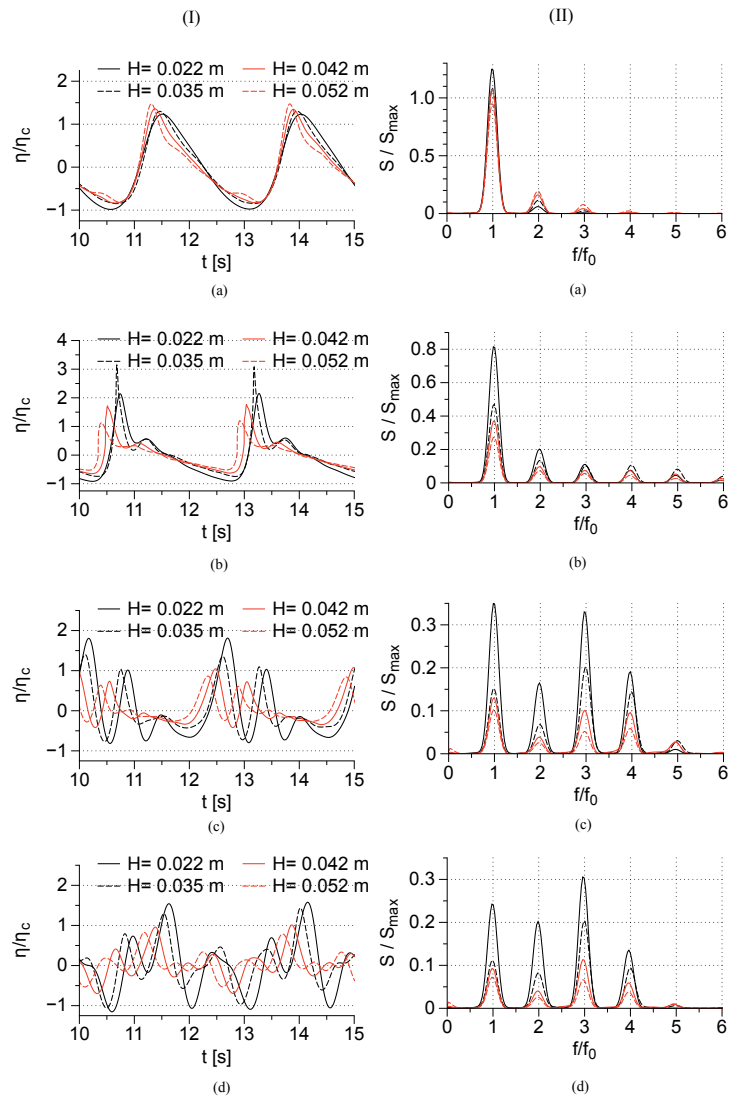 (I)
(II)
H= 0.022 m
H= 0.042 m
H= 0.035 m
H= 0.052 m
2
1
0
−1
η/ηc
10 11 12 13 14 15
t [s]
(a)
1.0
0.5
0
S / Smax
0 1 2 3 4 5 6
f/f0
(a)
H= 0.022 m
H= 0.042 m
H= 0.035 m
H= 0.052 m
4
3
2
1
0
−1
η/ηc
10 11 12 13 14 15
t [s]
(b)
0.8
0.6
0.4
0.2
0
S / Smax
0 1 2 3 4 5 6
f/f0
(b)
H= 0.022 m
H= 0.042 m
H= 0.035 m
H= 0.052 m
2
1
0
−1
η/ηc
10 11 12 13 14 15
t [s]
(c)
0.3
0.2
0.1
0
S / Smax
0 1 2 3 4 5 6
f/f0
(c)
H= 0.022 m
H= 0.042 m
H= 0.035 m
H= 0.052 m
2
1
0
−1
η/ηc
10 11 12 13 14 15
t [s]
(d)
0.3
0.2
0.1
0
S / Smax
0 1 2 3 4 5 6
f/f0
(d)